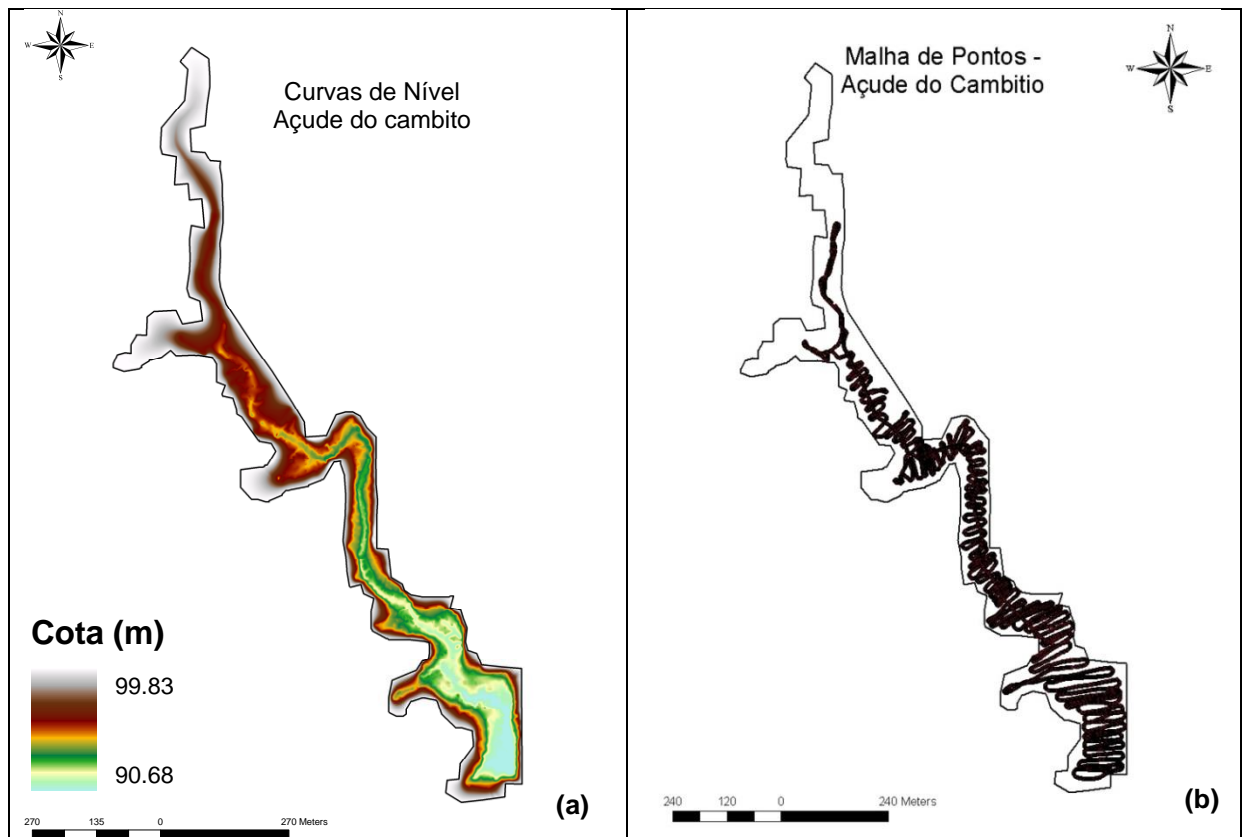 N
W E
S
Curvas de Nível
Açude do cambito
Cota (m)
99.83
90.68
270 135 0 270 Meters
(a)
Malha de Pontos -
Açude do Cambitio
N
W E
S
240 120 0 240 Meters
(b)